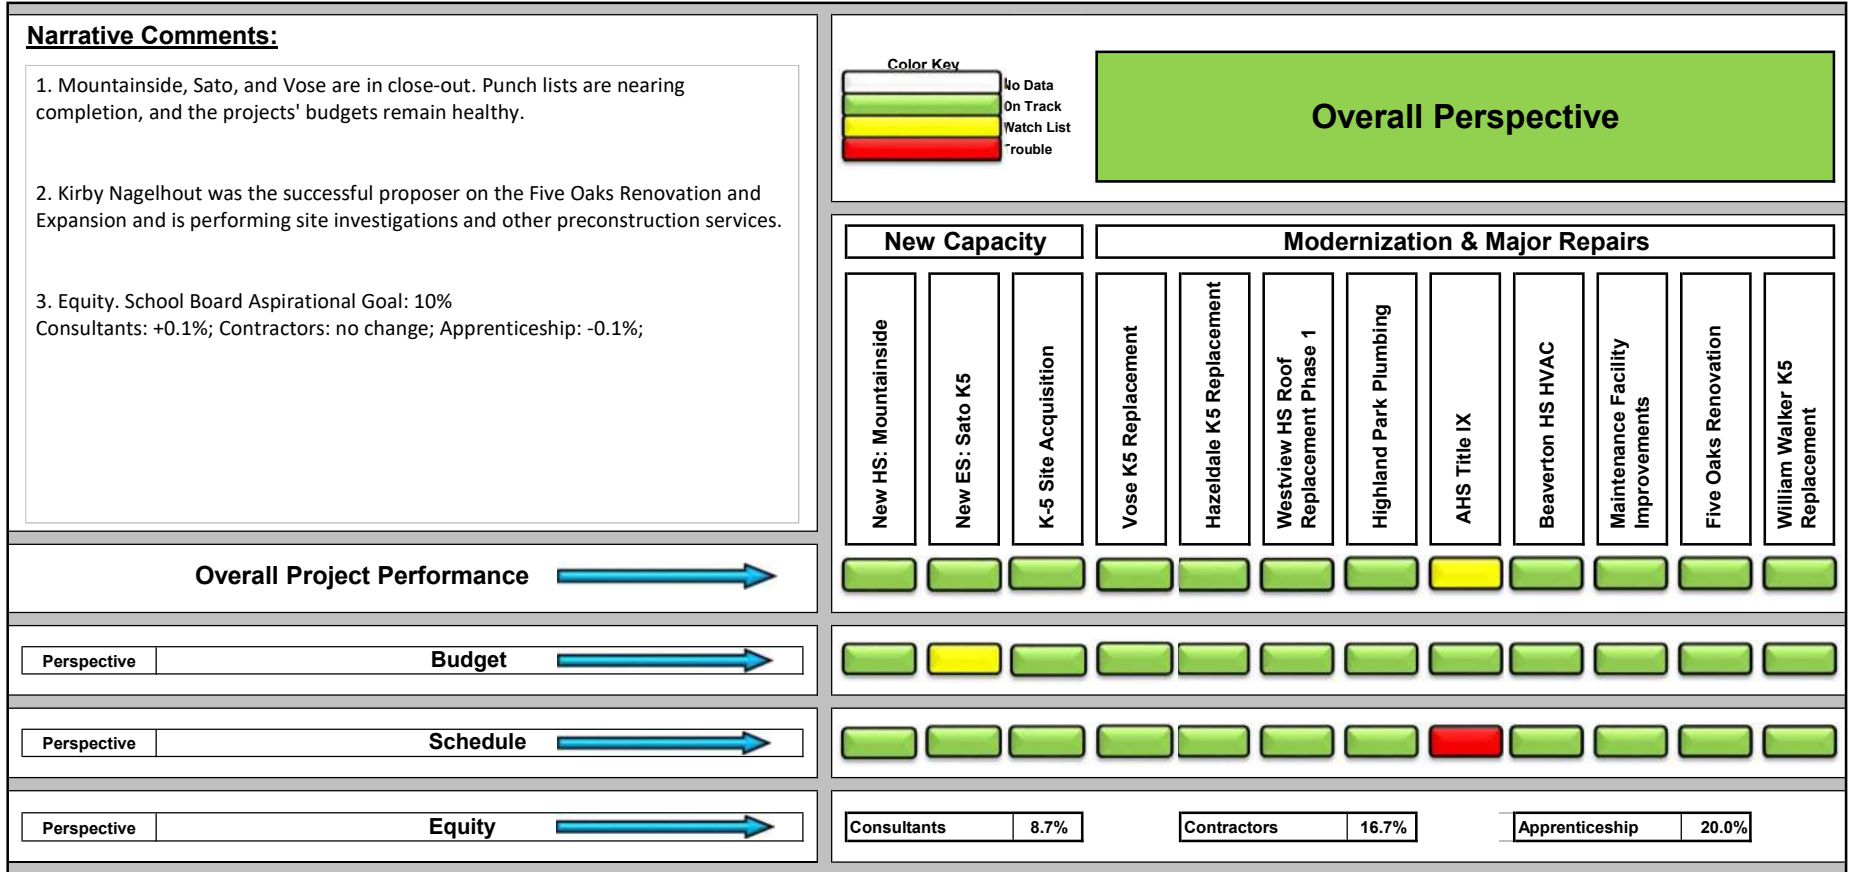 Narrative Comments:
1. Mountainside, Sato, and Vose are in close-out. Punch lists are nearing
completion, and the projects' budgets remain healthy.
2. Kirby Nagelhout was the successful proposer on the Five Oaks Renovation and
Expansion and is performing site investigations and other preconstruction services.
3. Equity. School Board Aspirational Goal: 10%
Consultants: +0.1%; Contractors: no change; Apprenticeship: -0.1%;
Color Key
No Data
On Track
Watch List
Trouble
Overall Perspective
New Capacity
Modernization & Major Repairs
New HS: Mountainside
New ES: Sato K5
K-5 Site Acquisition
Vose K5 Replacement
Hazeldale K5 Replacement
Westview HS Roof
Replacement Phase 1
Highland Park Plumbing
AHS Title IX
Beaverton HS HVAC
Maintenance Facility
Improvements
Five Oaks Renovation
William Walker K5
Replacement
Overall Project Performance
Perspective Budget
Perspective Schedule
Perspective Equity
Consultants 8.7%
Contractors 16.7%
Apprenticeship 20.0%